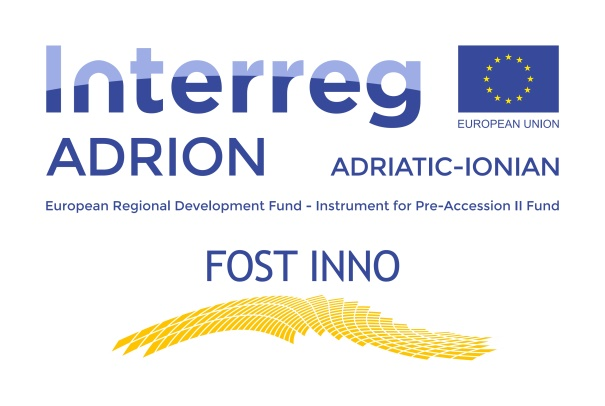 Interreg
EUROPEAN UNION
ADRION
ADRIATIC-IONIAN
European Regional Development Fund - Instrument for Pre-Accession II Fund
FOST INNO